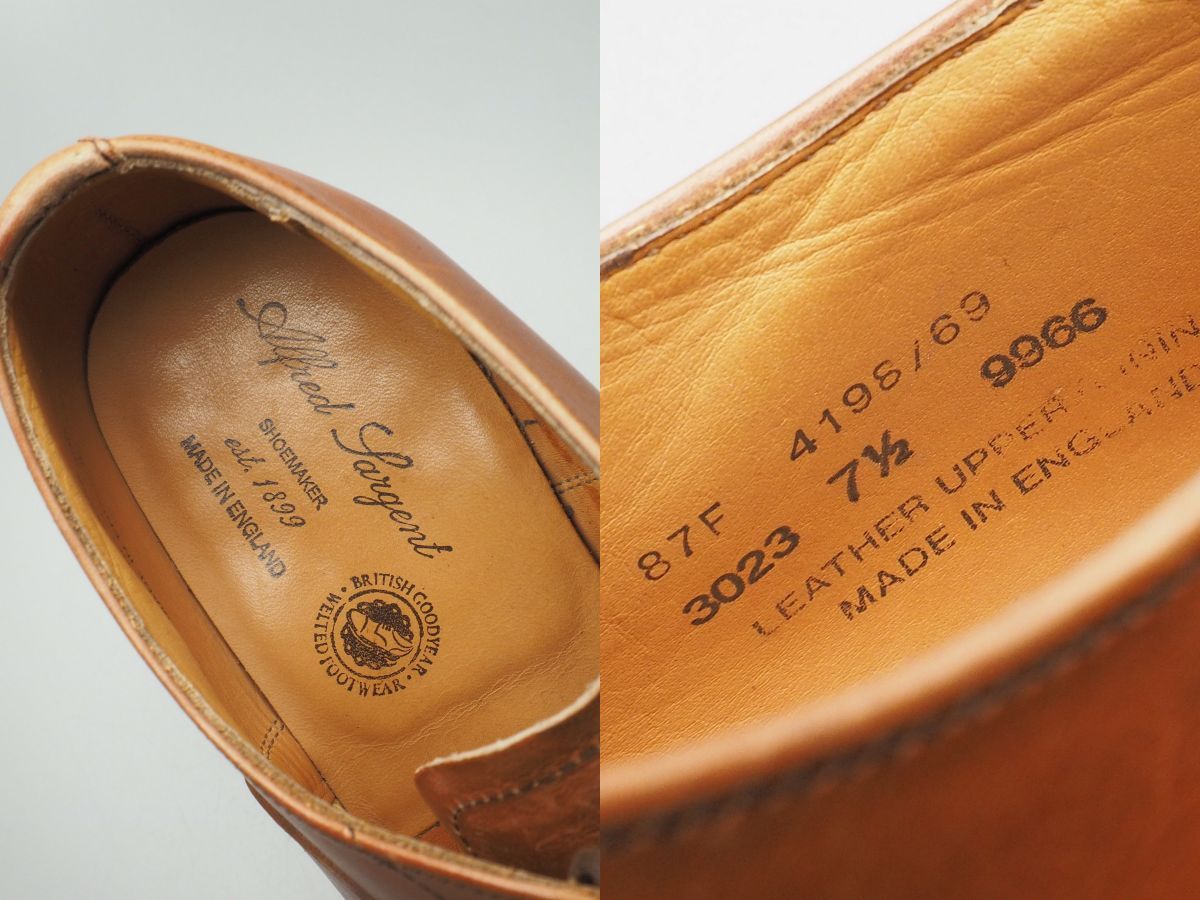 Alfred Sargent
SHOEMAKER
est. 1899
MADE IN ENGLAND
• BRITISH GOODYEAR • WELTED FOOTWEAR
4198/69
87F 7½ 9966
3023
LEATHER UPPER
MADE IN ENGLAND